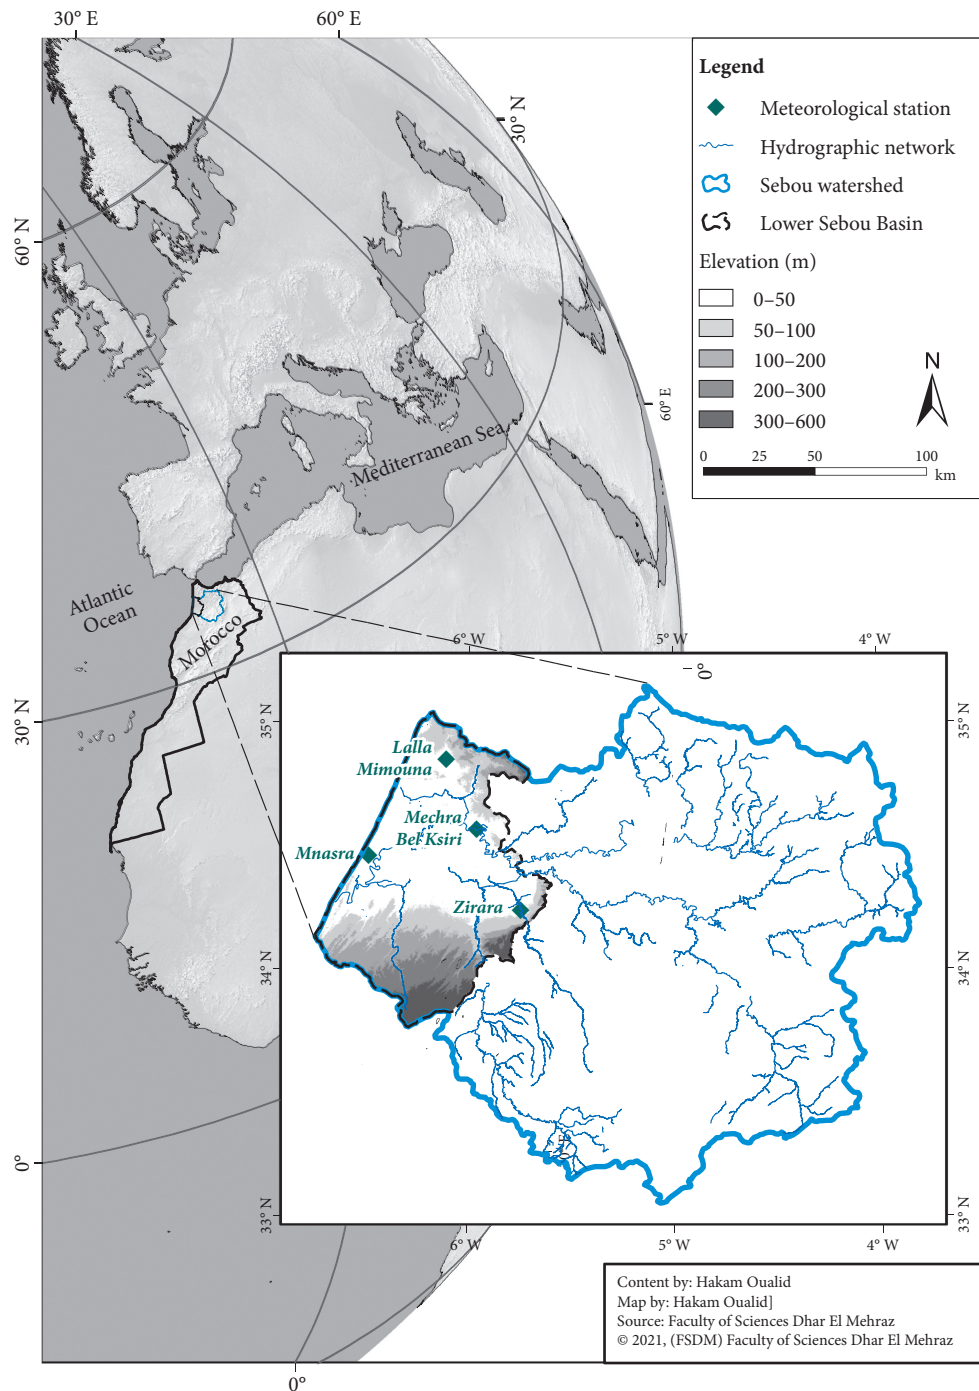 30° E
60° E
30° N
60° N
60° E
Legend
Meteorological station
Hydrographic network
Sebou watershed
Lower Sebou Basin
Elevation (m)
0–50
50–100
100–200
200–300
300–600
N
0 25 50 100
km
Mediterranean Sea
Atlantic
Ocean
Morocco
30° N
0°
0°
6° W
5° W
4° W
0°
35° N
35° N
34° N
34° N
33° N
33° N
6° W
5° W
4° W
Lalla
Mimouna
Mechra
Bel Ksiri
Mnasra
Zirara
Content by: Hakam Oualid
Map by: Hakam Oualid]
Source: Faculty of Sciences Dhar El Mehraz
© 2021, (FSDM) Faculty of Sciences Dhar El Mehraz